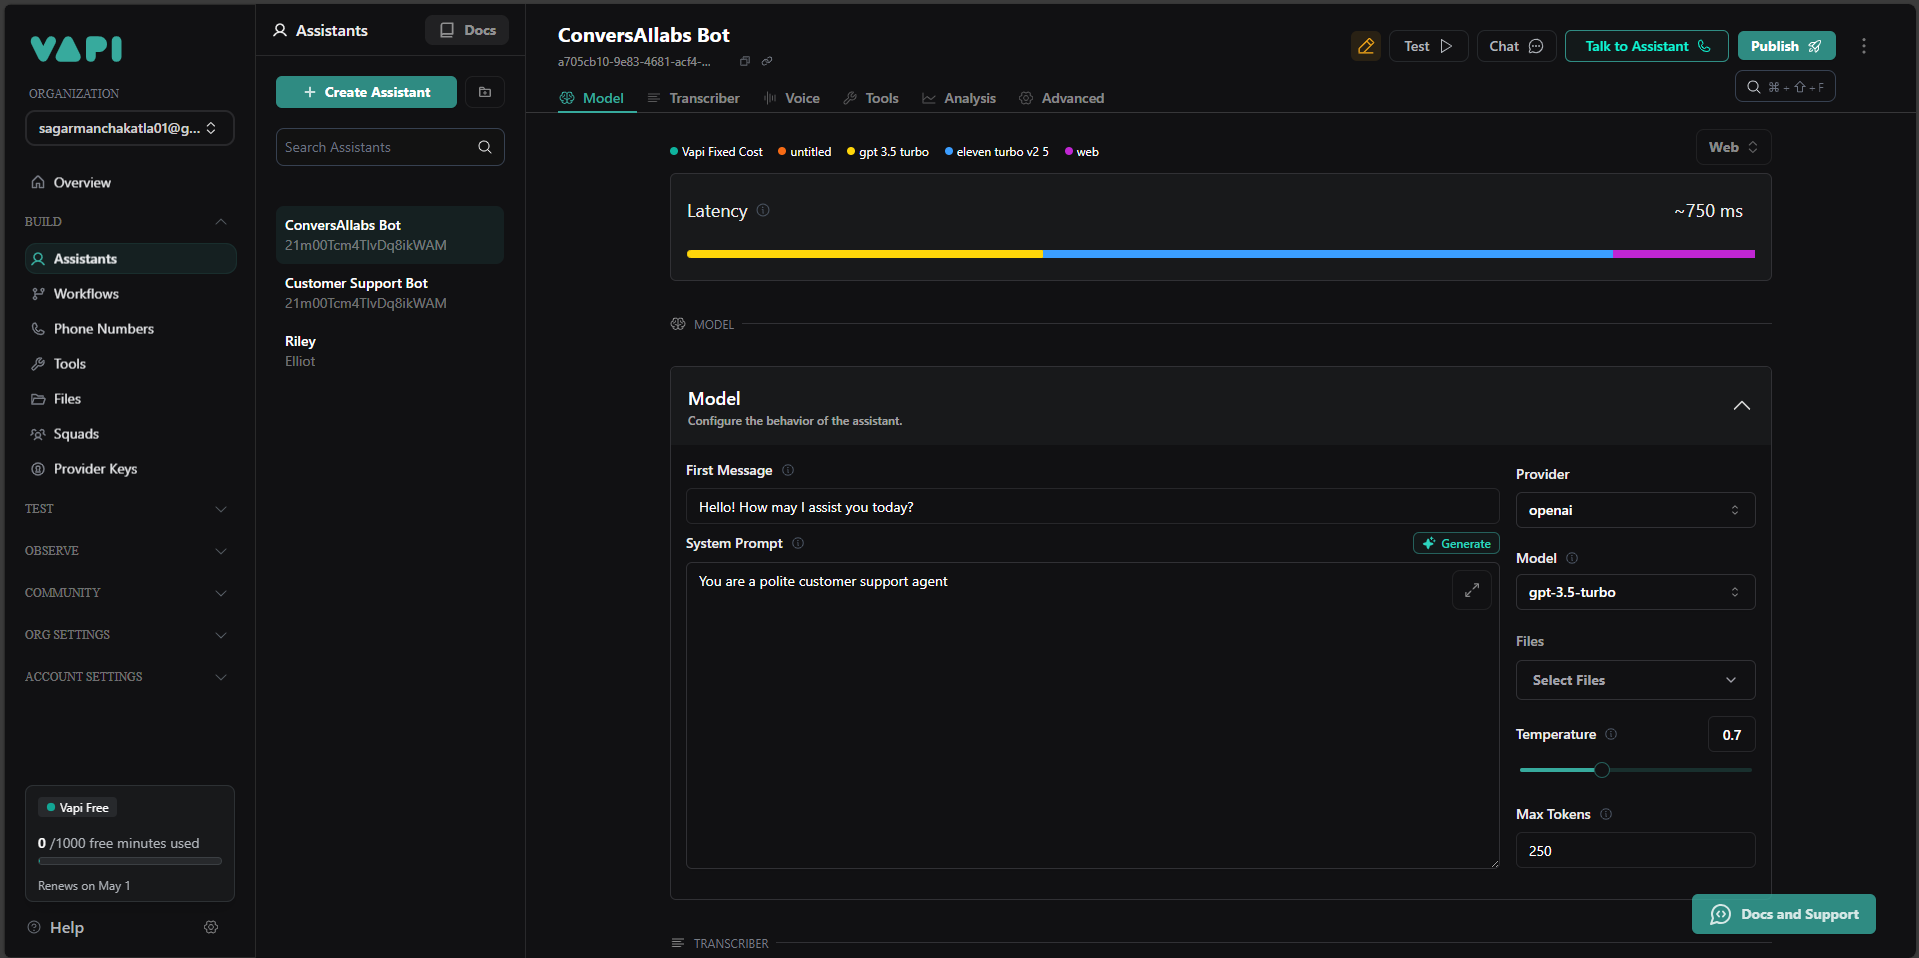 VAPI
ORGANIZATION
sagarmanchakatla01@g...
Overview
BUILD
Assistants
Workflows
Phone Numbers
Tools
Files
Squads
Provider Keys
TEST
OBSERVE
COMMUNITY
ORG SETTINGS
ACCOUNT SETTINGS
Vapi Free
0 /1000 free minutes used
Renews on May 1
Help
Assistants
Docs
+ Create Assistant
Search Assistants
ConversAIlabs Bot
21m00Tcm4TlvDq8ikWAM
Customer Support Bot
21m00Tcm4TlvDq8ikWAM
Riley
Elliot
ConversAIlabs Bot
a705cb10-9e83-4681-acf4-...
Test
Chat
Talk to Assistant
Publish
⌘ + ⇧ + F
Model
Transcriber
Voice
Tools
Analysis
Advanced
Vapi Fixed Cost
untitled
gpt 3.5 turbo
eleven turbo v2 5
web
Web
Latency
~750 ms
MODEL
Model
Configure the behavior of the assistant.
First Message
Hello! How may I assist you today?
System Prompt
Generate
You are a polite customer support agent
Provider
openai
Model
gpt-3.5-turbo
Files
Select Files
Temperature
0.7
Max Tokens
250
Docs and Support
TRANSCRIBER